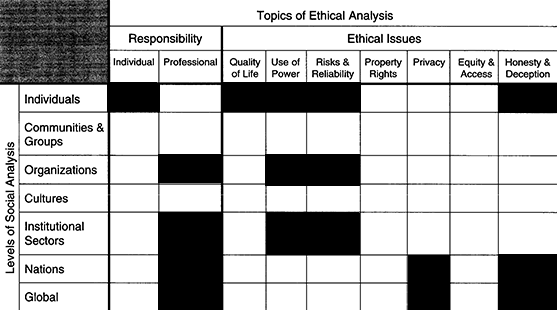 Topics of Ethical Analysis
Responsibility
Ethical Issues
Individual
Professional
Quality
of Life
Use of
Power
Risks &
Reliability
Property
Rights
Privacy
Equity &
Access
Honesty &
Deception
Levels of Social Analysis
Individuals
Communities &
Groups
Organizations
Cultures
Institutional
Sectors
Nations
Global